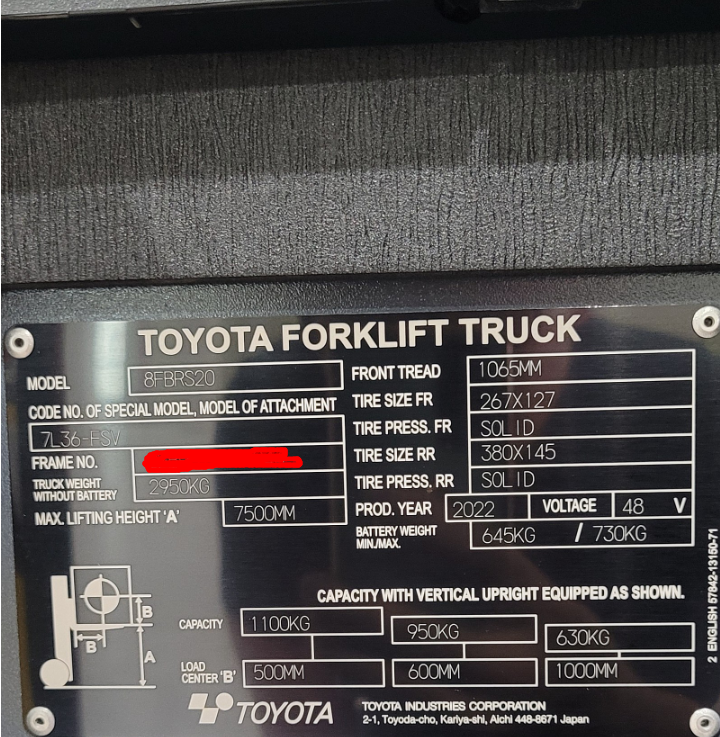 TOYOTA FORKLIFT TRUCK
MODEL 8FBRS20
CODE NO. OF SPECIAL MODEL, MODEL OF ATTACHMENT
7L36-FSV
FRAME NO.
TRUCK WEIGHT WITHOUT BATTERY 2950KG
MAX. LIFTING HEIGHT 'A' 7500MM
FRONT TREAD 1065MM
TIRE SIZE FR 267X127
TIRE PRESS. FR SOLID
TIRE SIZE RR 380X145
TIRE PRESS. RR SOLID
PROD. YEAR 2022 VOLTAGE 48 V
BATTERY WEIGHT MIN./MAX. 645KG / 730KG
B
B
A
CAPACITY WITH VERTICAL UPRIGHT EQUIPPED AS SHOWN.
CAPACITY 1100KG 950KG 630KG
LOAD CENTER 'B' 500MM 600MM 1000MM
TOYOTA
TOYOTA INDUSTRIES CORPORATION
2-1, Toyoda-cho, Kariya-shi, Aichi 448-8671 Japan
2 ENGLISH 57842-13150-71